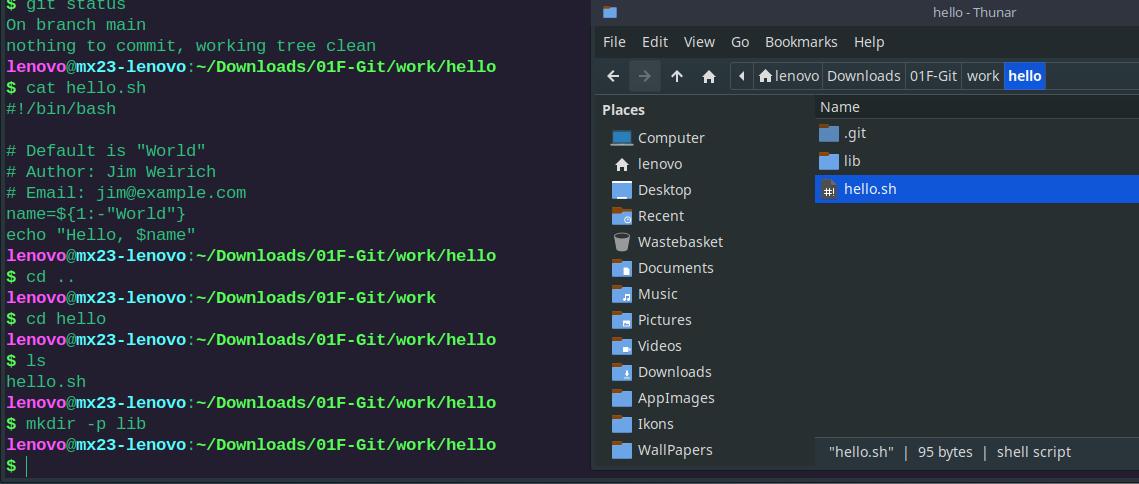 $ git status
On branch main
nothing to commit, working tree clean
lenovo@mx23-lenovo:~/Downloads/01F-Git/work/hello
$ cat hello.sh
#!/bin/bash
# Default is "World"
# Author: Jim Weirich
# Email: jim@example.com
name=${1:-"World"}
echo "Hello, $name"
lenovo@mx23-lenovo:~/Downloads/01F-Git/work/hello
$ cd ..
lenovo@mx23-lenovo:~/Downloads/01F-Git/work
$ cd hello
lenovo@mx23-lenovo:~/Downloads/01F-Git/work/hello
$ ls
hello.sh
lenovo@mx23-lenovo:~/Downloads/01F-Git/work/hello
$ mkdir -p lib
lenovo@mx23-lenovo:~/Downloads/01F-Git/work/hello
$
hello - Thunar
File Edit View Go Bookmarks Help
lenovo Downloads 01F-Git work hello
Places
Computer
lenovo
Desktop
Recent
Wastebasket
Documents
Music
Pictures
Videos
Downloads
AppImages
Ikons
WallPapers
Name
.git
lib
hello.sh
"hello.sh" | 95 bytes | shell script